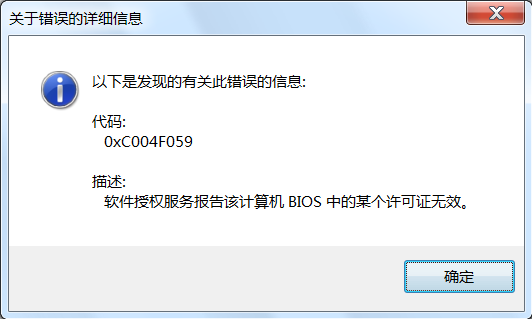 关于错误的详细信息
以下是发现的有关此错误的信息:
代码:
0xC004F059
描述:
软件授权服务报告该计算机 BIOS 中的某个许可证无效。
确定